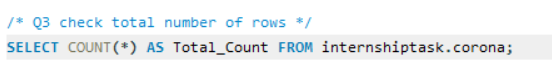 /* Q3 check total number of rows */
SELECT COUNT(*) AS Total_Count FROM internshiptask.corona;